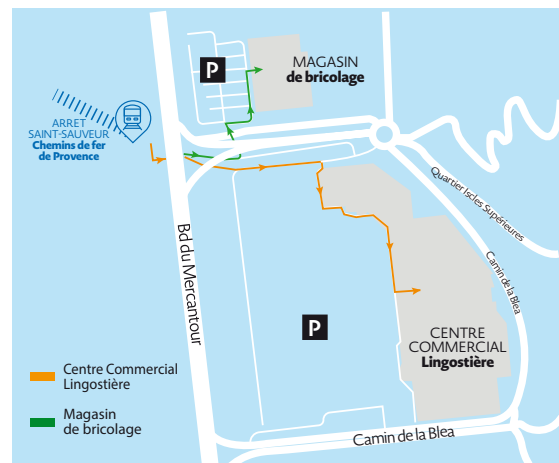 P
MAGASIN
de bricolage
ARRET
SAINT-SAUVEUR
Chemins de fer
de Provence
Quartier Iscles Supérieures
Camin de la Blea
Bd du Mercantour
P
CENTRE
COMMERCIAL
Lingostière
Centre Commercial
Lingostière
Magasin
de bricolage
Camin de la Blea